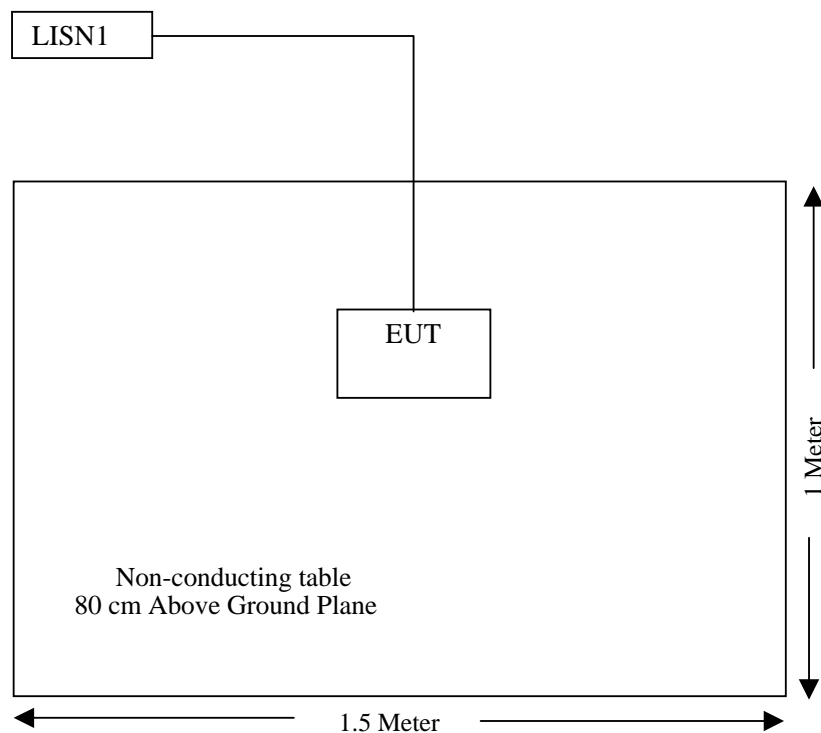 LISN1
EUT
1 Meter
Non-conducting table
80 cm Above Ground Plane
1.5 Meter